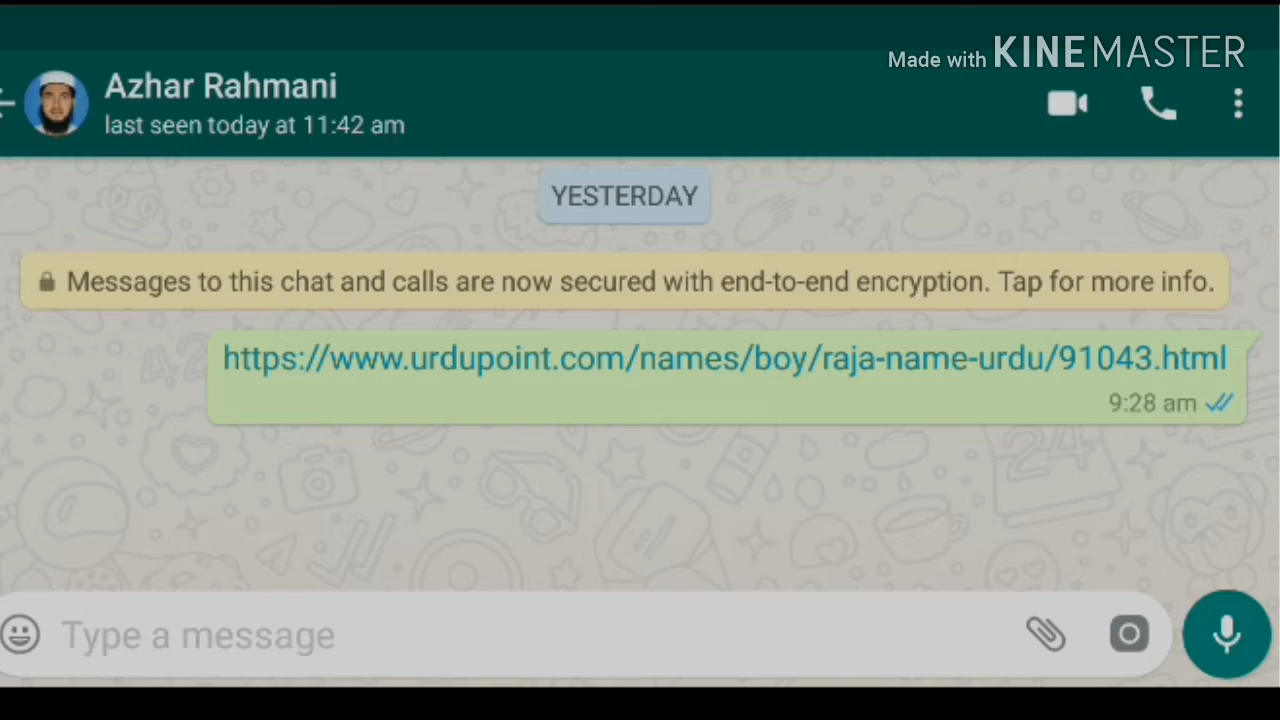 Made with KINEMASTER
Azhar Rahmani
last seen today at 11:42 am
YESTERDAY
Messages to this chat and calls are now secured with end-to-end encryption. Tap for more info.
https://www.urdupoint.com/names/boy/raja-name-urdu/91043.html
9:28 am
Type a message